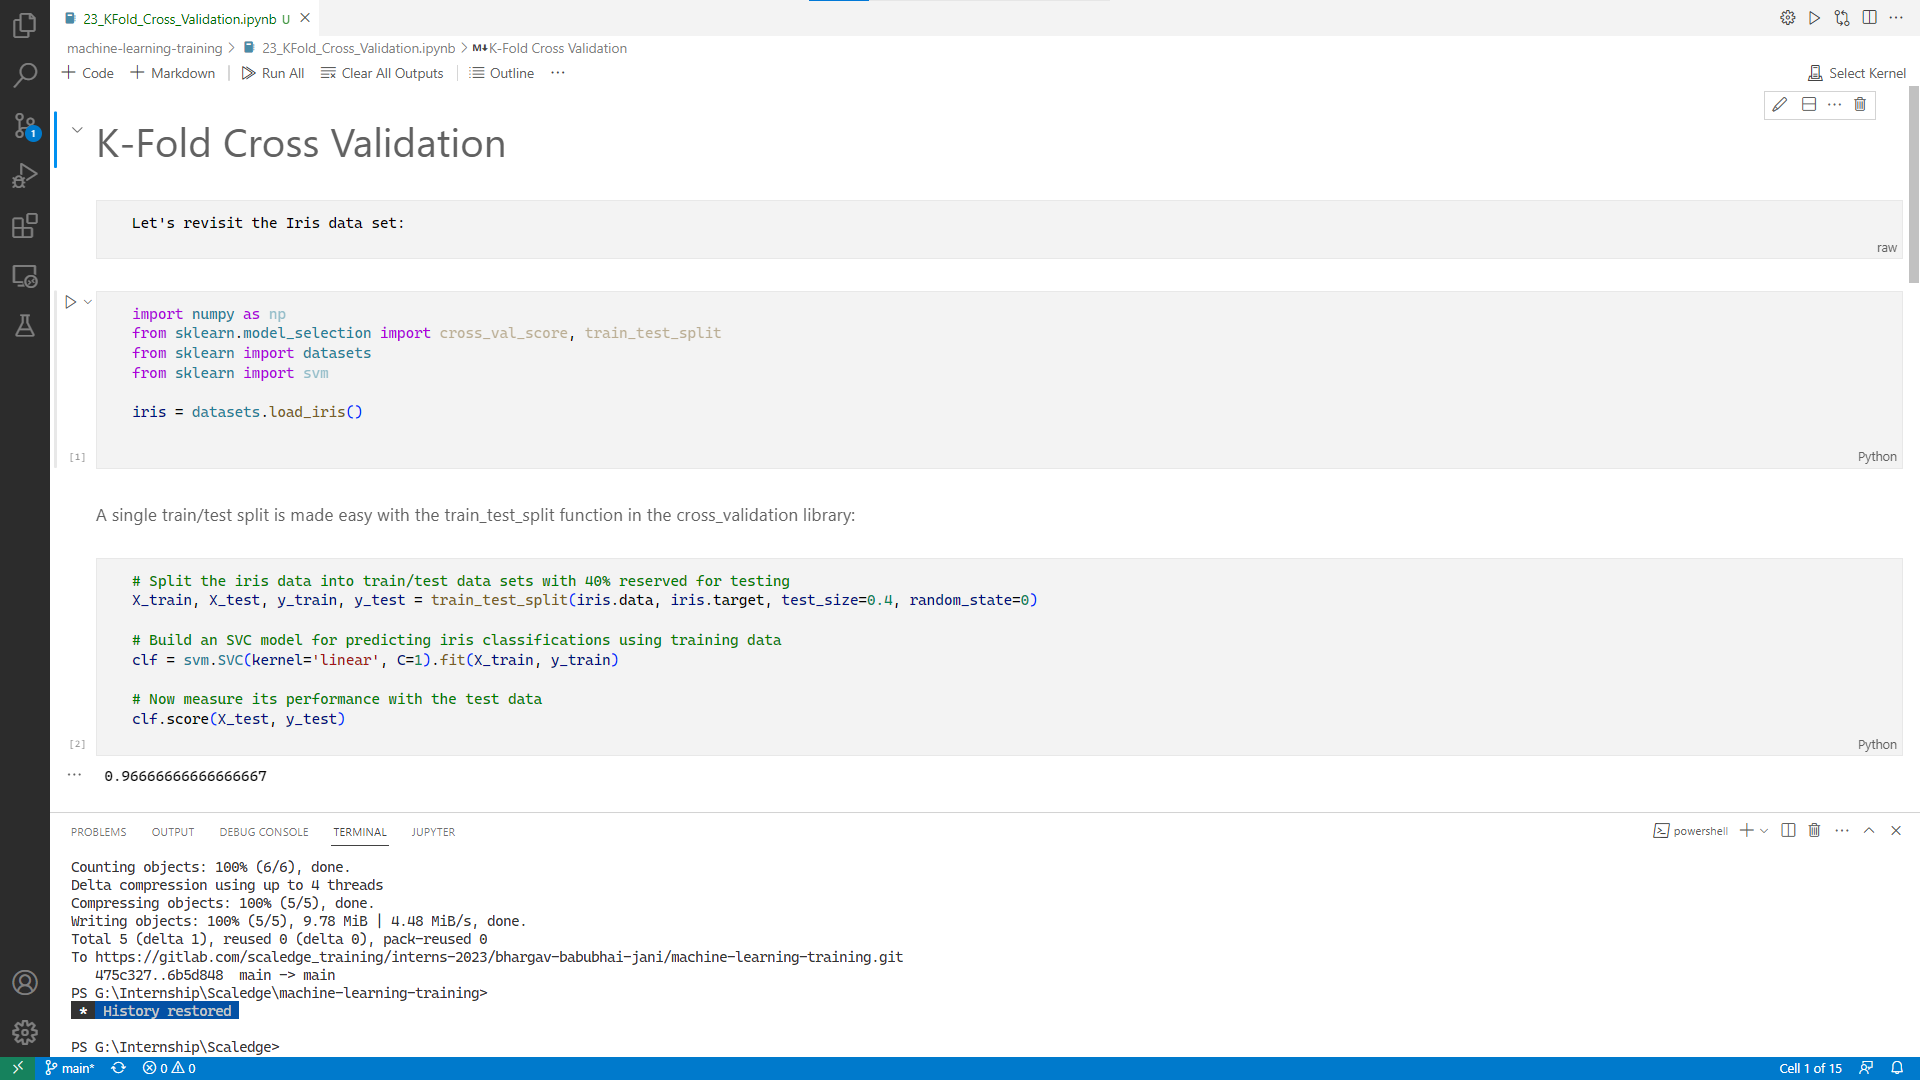 23_KFold_Cross_Validation.ipynb U
machine-learning-training > 23_KFold_Cross_Validation.ipynb > M↓K-Fold Cross Validation
+ Code + Markdown | Run All Clear All Outputs | Outline ...
Select Kernel
1
K-Fold Cross Validation
Let's revisit the Iris data set:
raw
import numpy as np
from sklearn.model_selection import cross_val_score, train_test_split
from sklearn import datasets
from sklearn import svm
iris = datasets.load_iris()
[1]
Python
A single train/test split is made easy with the train_test_split function in the cross_validation library:
# Split the iris data into train/test data sets with 40% reserved for testing
X_train, X_test, y_train, y_test = train_test_split(iris.data, iris.target, test_size=0.4, random_state=0)
# Build an SVC model for predicting iris classifications using training data
clf = svm.SVC(kernel='linear', C=1).fit(X_train, y_train)
# Now measure its performance with the test data
clf.score(X_test, y_test)
[2]
Python
... 0.96666666666666667
PROBLEMS OUTPUT DEBUG CONSOLE TERMINAL JUPYTER
powershell
Counting objects: 100% (6/6), done.
Delta compression using up to 4 threads
Compressing objects: 100% (5/5), done.
Writing objects: 100% (5/5), 9.78 MiB | 4.48 MiB/s, done.
Total 5 (delta 1), reused 0 (delta 0), pack-reused 0
To https://gitlab.com/scaledge_training/interns-2023/bhargav-babubhai-jani/machine-learning-training.git
475c327..6b5d848 main -> main
PS G:\Internship\Scaledge\machine-learning-training>
* History restored
PS G:\Internship\Scaledge>
main* 0 0
Cell 1 of 15